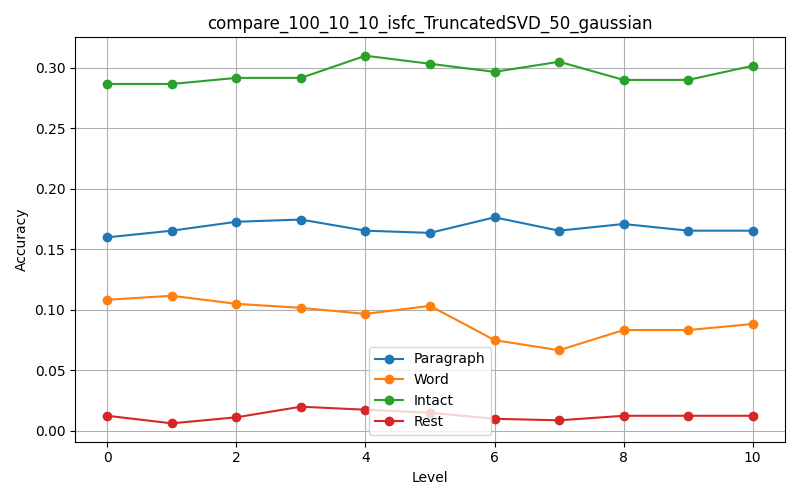 compare_100_10_10_isfc_TruncatedSVD_50_gaussian
Accuracy
0.30
0.25
0.20
0.15
0.10
0.05
0.00
Paragraph
Word
Intact
Rest
0 2 4 6 8 10
Level